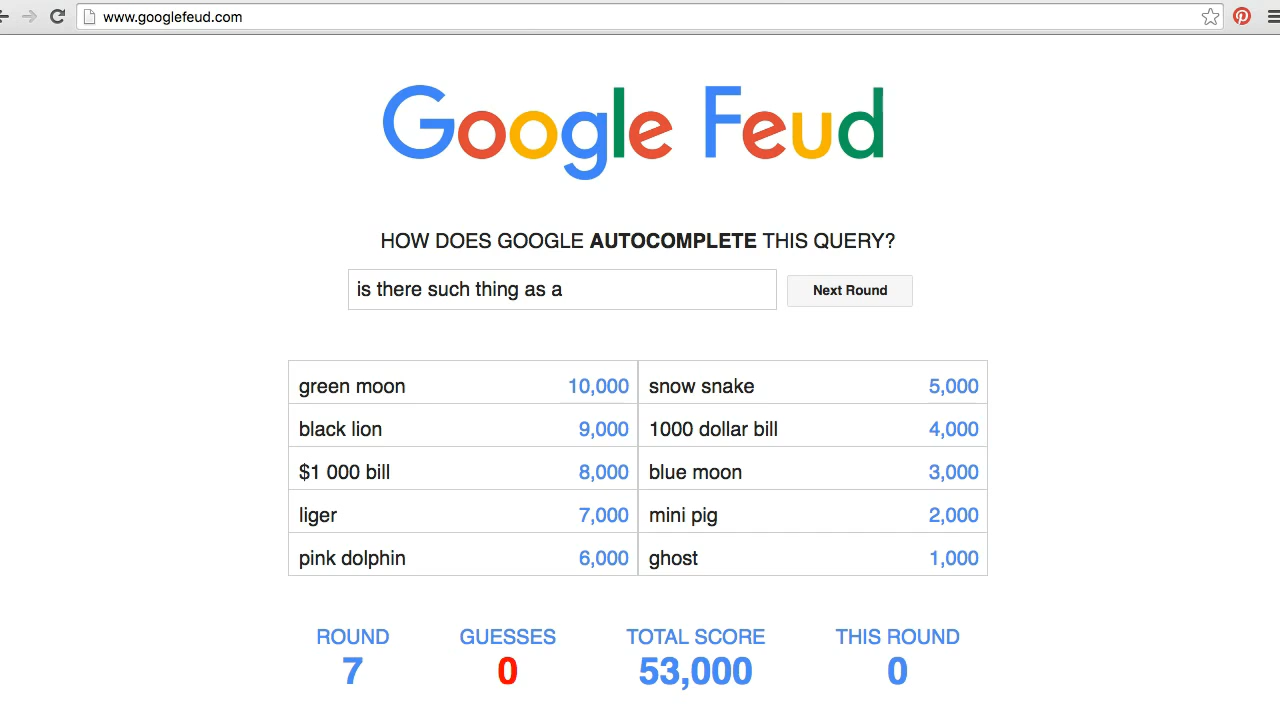 www.googlefeud.com
Google Feud
HOW DOES GOOGLE AUTOCOMPLETE THIS QUERY?
is there such thing as a
Next Round
green moon 10,000 snow snake 5,000
black lion 9,000 1000 dollar bill 4,000
$1 000 bill 8,000 blue moon 3,000
liger 7,000 mini pig 2,000
pink dolphin 6,000 ghost 1,000
ROUND GUESSES TOTAL SCORE THIS ROUND
7 0 53,000 0